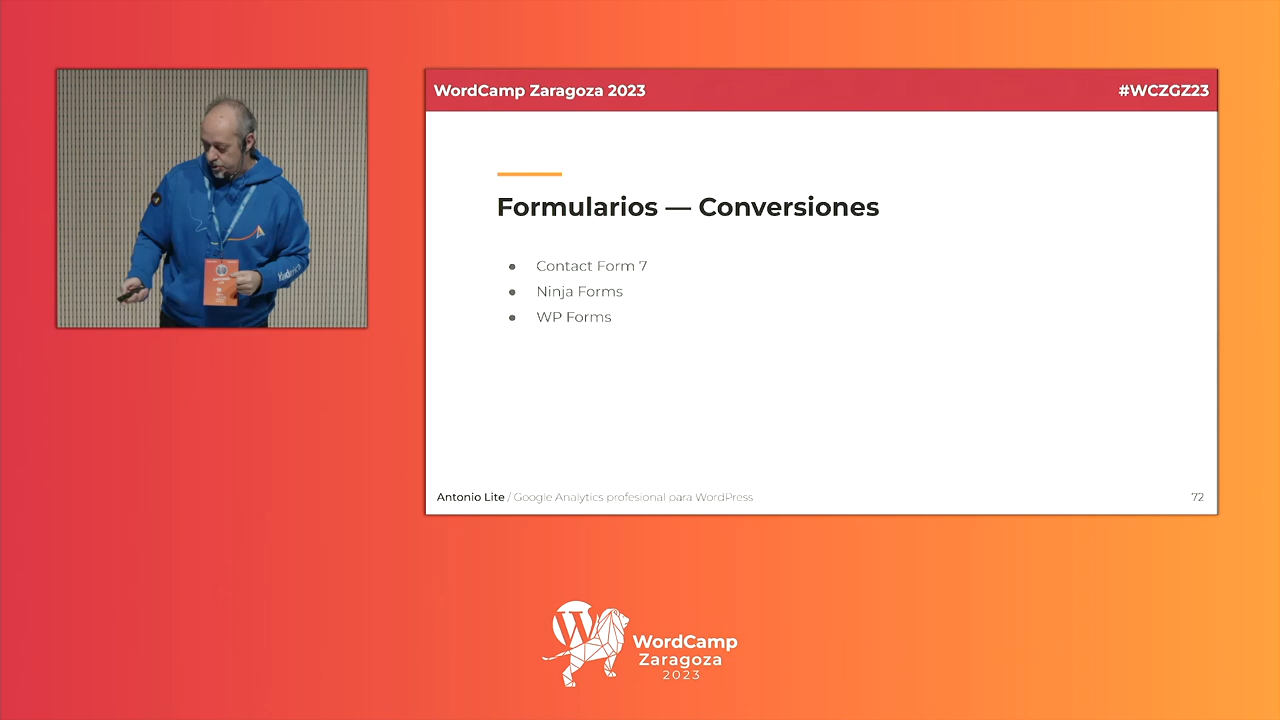 WordCamp Zaragoza 2023
#WCZGZ23
Formularios — Conversiones
● Contact Form 7
● Ninja Forms
● WP Forms
Antonio Lite / Google Analytics profesional para WordPress
72
WordCamp
Zaragoza
2023